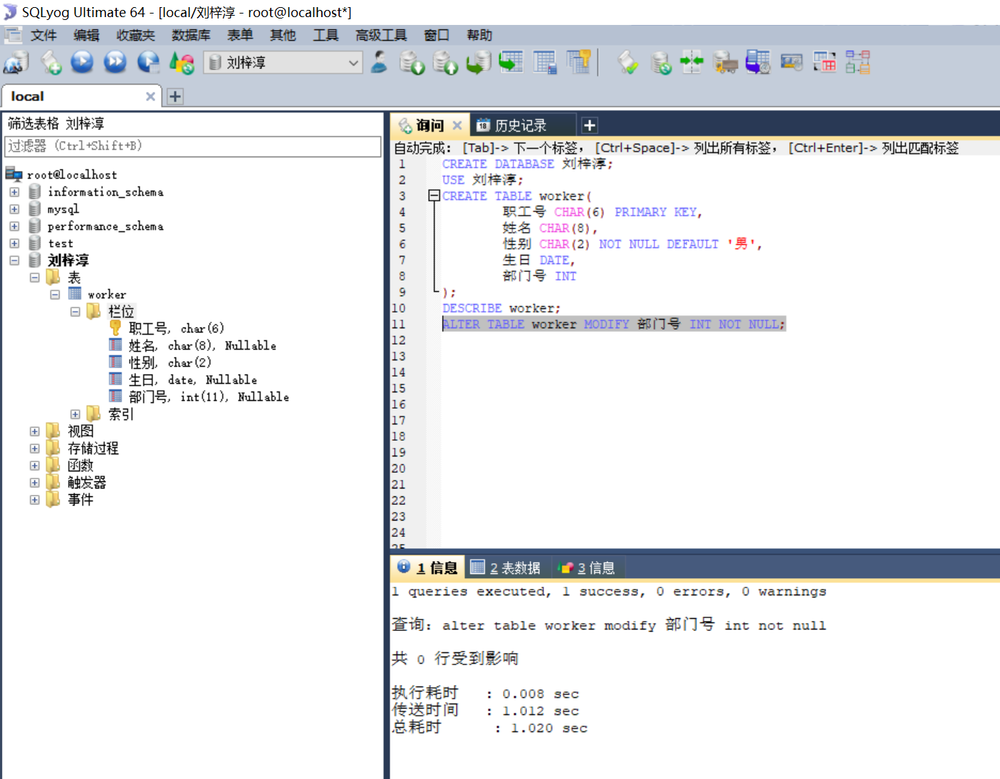 SQLyog Ultimate 64 - [local/刘梓淳 - root@localhost*]
文件 编辑 收藏夹 数据库 表单 其他 工具 高级工具 窗口 帮助
刘梓淳
local
筛选表格 刘梓淳
过滤器 (Ctrl+Shift+B)
root@localhost
information_schema
mysql
performance_schema
test
刘梓淳
表
worker
栏位
职工号, char(6)
姓名, char(8), Nullable
性别, char(2)
生日, date, Nullable
部门号, int(11), Nullable
索引
视图
存储过程
函数
触发器
事件
询问 18 历史记录
自动完成: [Tab]-> 下一个标签, [Ctrl+Space]-> 列出所有标签, [Ctrl+Enter]-> 列出匹配标签
1 CREATE DATABASE 刘梓淳;
2 USE 刘梓淳;
3 CREATE TABLE worker(
4 职工号 CHAR(6) PRIMARY KEY,
5 姓名 CHAR(8),
6 性别 CHAR(2) NOT NULL DEFAULT '男',
7 生日 DATE,
8 部门号 INT
9 );
10 DESCRIBE worker;
11 ALTER TABLE worker MODIFY 部门号 INT NOT NULL;
12
13
14
15
16
17
18
19
20
21
22
23
24
25
1 信息 2 表数据 3 信息
1 queries executed, 1 success, 0 errors, 0 warnings
查询: alter table worker modify 部门号 int not null
共 0 行受到影响
执行耗时 : 0.008 sec
传送时间 : 1.012 sec
总耗时 : 1.020 sec